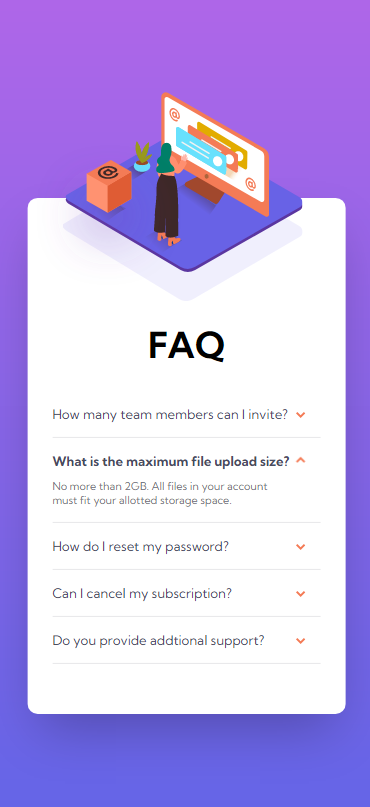 FAQ
How many team members can I invite?
What is the maximum file upload size?
No more than 2GB. All files in your account
must fit your allotted storage space.
How do I reset my password?
Can I cancel my subscription?
Do you provide addtional support?